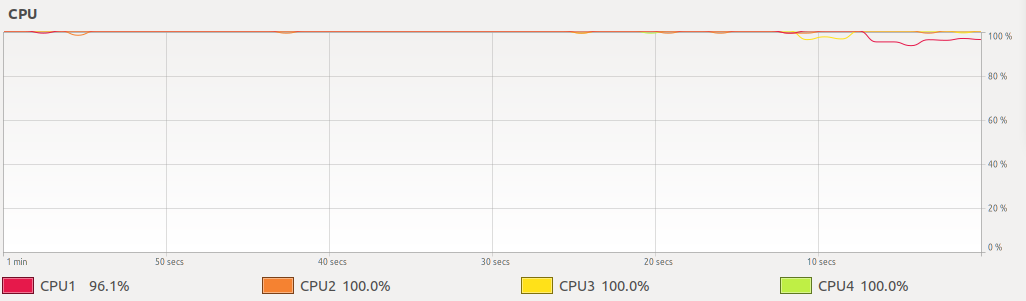 CPU
100 %
80 %
60 %
40 %
20 %
0 %
1 min 50 secs 40 secs 30 secs 20 secs 10 secs
CPU1 96.1% CPU2 100.0% CPU3 100.0% CPU4 100.0%